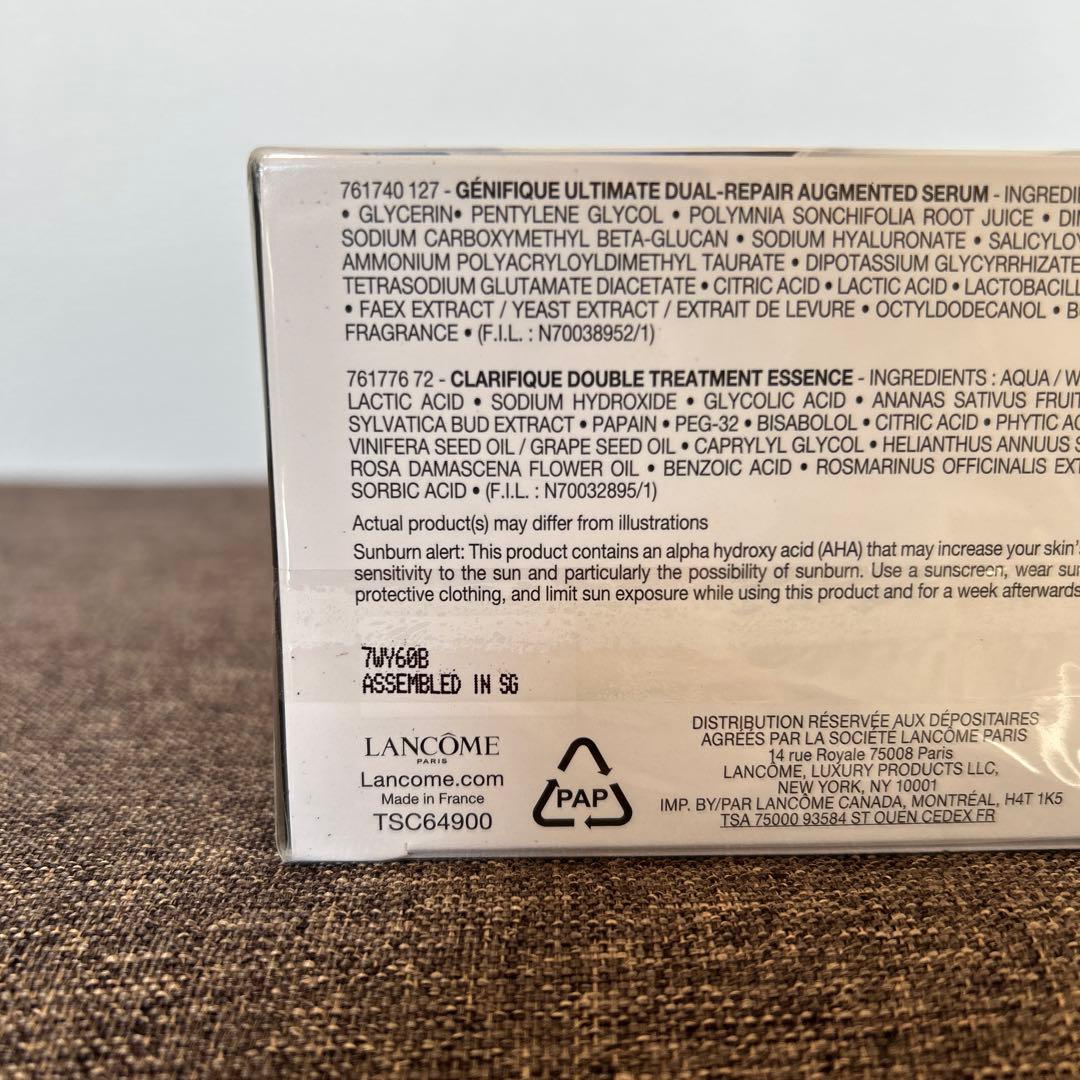 761740 127 - GÉNIFIQUE ULTIMATE DUAL-REPAIR AUGMENTED SERUM - INGREDIE
• GLYCERIN• PENTYLENE GLYCOL • POLYMNIA SONCHIFOLIA ROOT JUICE •
SODIUM CARBOXYMETHYL BETA-GLUCAN • SODIUM HYALURONATE • SALICYLOY
AMMONIUM POLYACRYLOYLDIMETHYL TAURATE • DIPOTASSIUM GLYCYRRHIZATE
TETRASODIUM GLUTAMATE DIACETATE • CITRIC ACID • LACTIC ACID • LACTOBACILL
• FAEX EXTRACT / YEAST EXTRACT / EXTRAIT DE LEVURE • OCTYLDODECANOL •
FRAGRANCE • (F.I.L. : N70038952/1)
761776 72 - CLARIFIQUE DOUBLE TREATMENT ESSENCE - INGREDIENTS : AQUA / W
LACTIC ACID • SODIUM HYDROXIDE • GLYCOLIC ACID • ANANAS SATIVUS FRUIT
SYLVATICA BUD EXTRACT • PAPAIN • PEG-32 • BISABOLOL • CITRIC ACID • PHYTIC AC
VINIFERA SEED OIL / GRAPE SEED OIL • CAPRYLYL GLYCOL • HELIANTHUS ANNUUS S
ROSA DAMASCENA FLOWER OIL • BENZOIC ACID • ROSMARINUS OFFICINALIS EXT
SORBIC ACID • (F.I.L. : N70032895/1)
Actual product(s) may differ from illustrations
Sunburn alert: This product contains an alpha hydroxy acid (AHA) that may increase your skin's
sensitivity to the sun and particularly the possibility of sunburn. Use a sunscreen, wear sun
protective clothing, and limit sun exposure while using this product and for a week afterwards
7WY60B
ASSEMBLED IN SG
LANCÔME
PARIS
Lancome.com
Made in France
TSC64900
PAP
DISTRIBUTION RÉSERVÉE AUX DÉPOSITAIRES
AGRÉÉS PAR LA SOCIÉTÉ LANCÔME PARIS
14 rue Royale 75008 Paris
LANCÔME, LUXURY PRODUCTS LLC,
NEW YORK, NY 10001
IMP. BY/PAR LANCÔME CANADA, MONTRÉAL, H4T 1K5
TSA 75000 93584 ST OUEN CEDEX FR